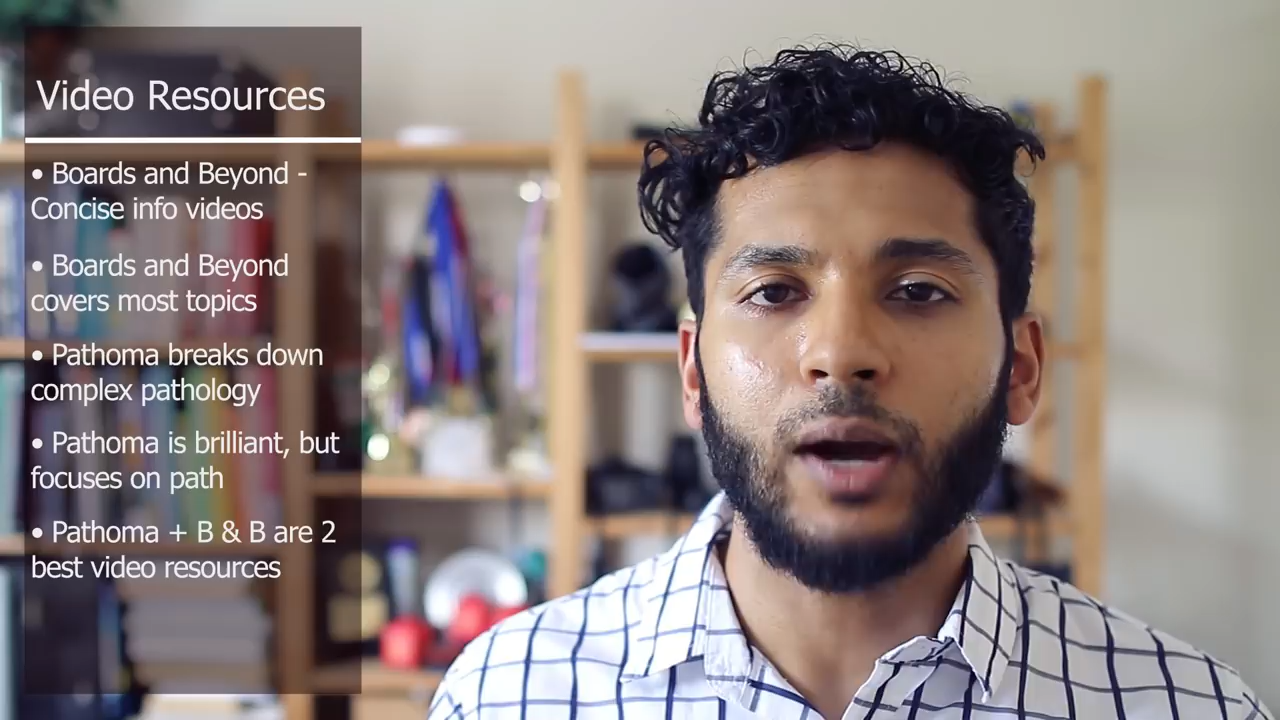 Video Resources
• Boards and Beyond -
Concise info videos
• Boards and Beyond
covers most topics
• Pathoma breaks down
complex pathology
• Pathoma is brilliant, but
focuses on path
• Pathoma + B & B are 2
best video resources